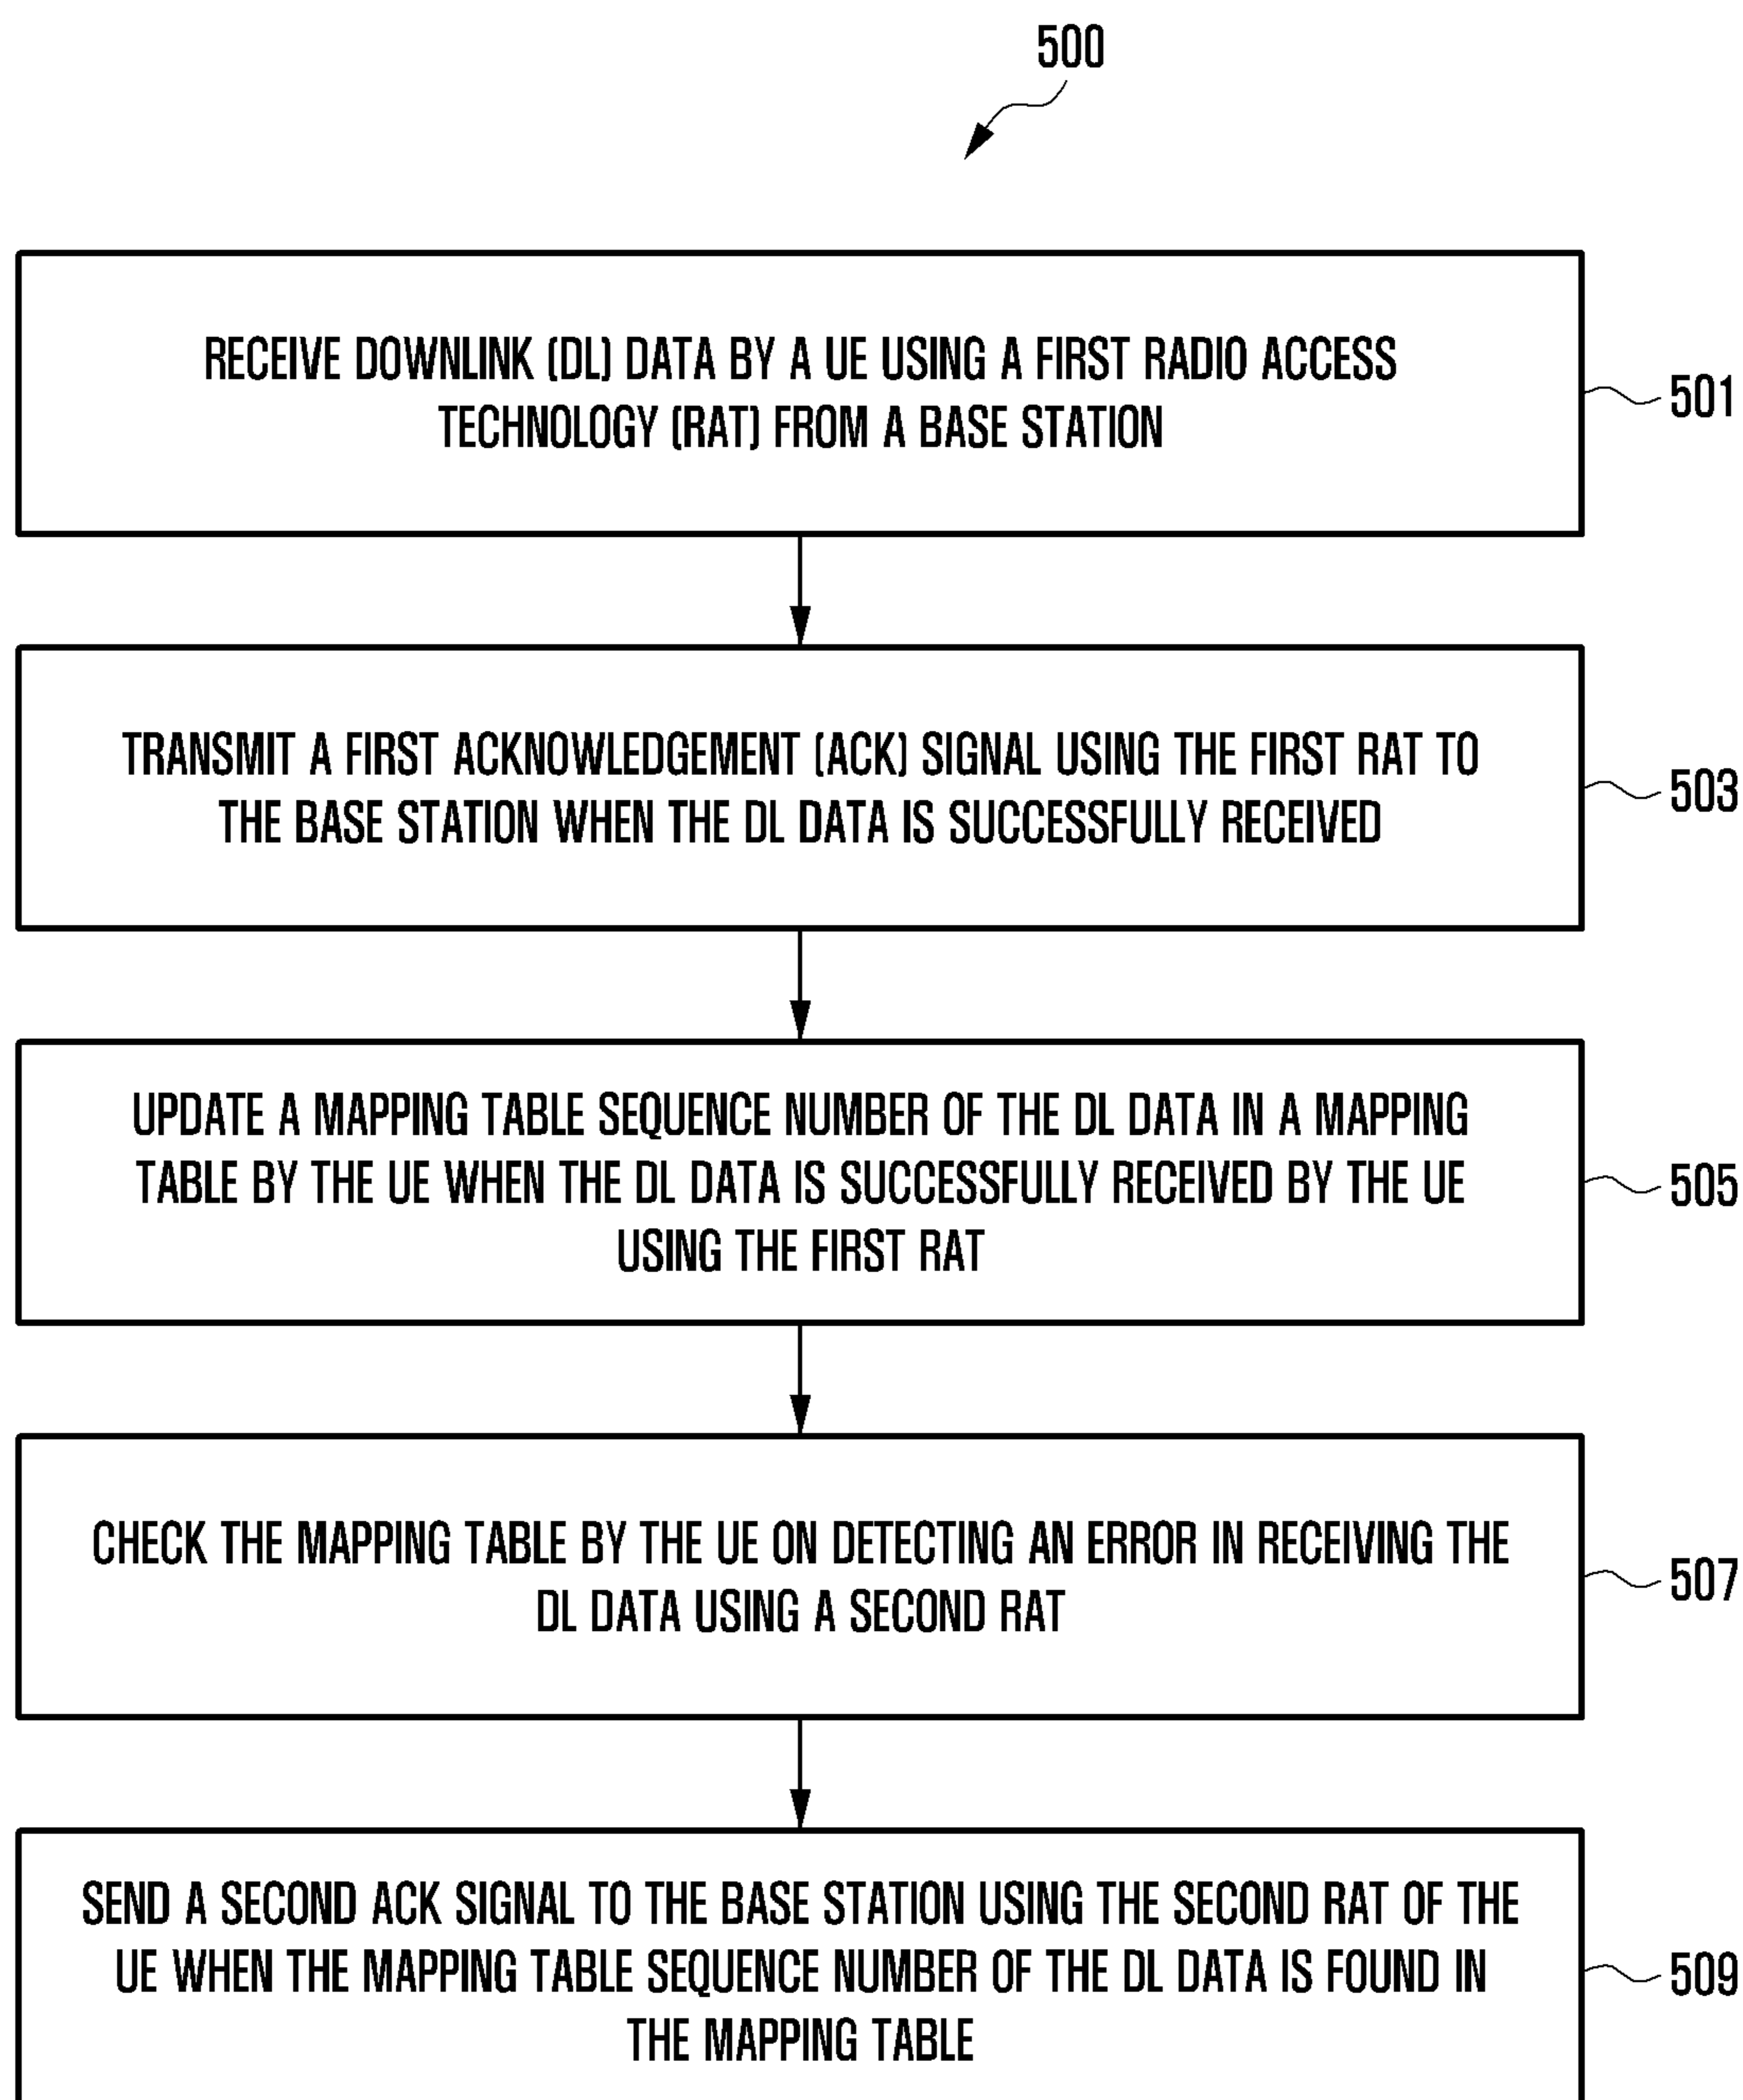 500
RECEIVE DOWNLINK (DL) DATA BY A UE USING A FIRST RADIO ACCESS
TECHNOLOGY (RAT) FROM A BASE STATION
501
TRANSMIT A FIRST ACKNOWLEDGEMENT (ACK) SIGNAL USING THE FIRST RAT TO
THE BASE STATION WHEN THE DL DATA IS SUCCESSFULLY RECEIVED
503
UPDATE A MAPPING TABLE SEQUENCE NUMBER OF THE DL DATA IN A MAPPING
TABLE BY THE UE WHEN THE DL DATA IS SUCCESSFULLY RECEIVED BY THE UE
USING THE FIRST RAT
505
CHECK THE MAPPING TABLE BY THE UE ON DETECTING AN ERROR IN RECEIVING THE
DL DATA USING A SECOND RAT
507
SEND A SECOND ACK SIGNAL TO THE BASE STATION USING THE SECOND RAT OF THE
UE WHEN THE MAPPING TABLE SEQUENCE NUMBER OF THE DL DATA IS FOUND IN
THE MAPPING TABLE
509